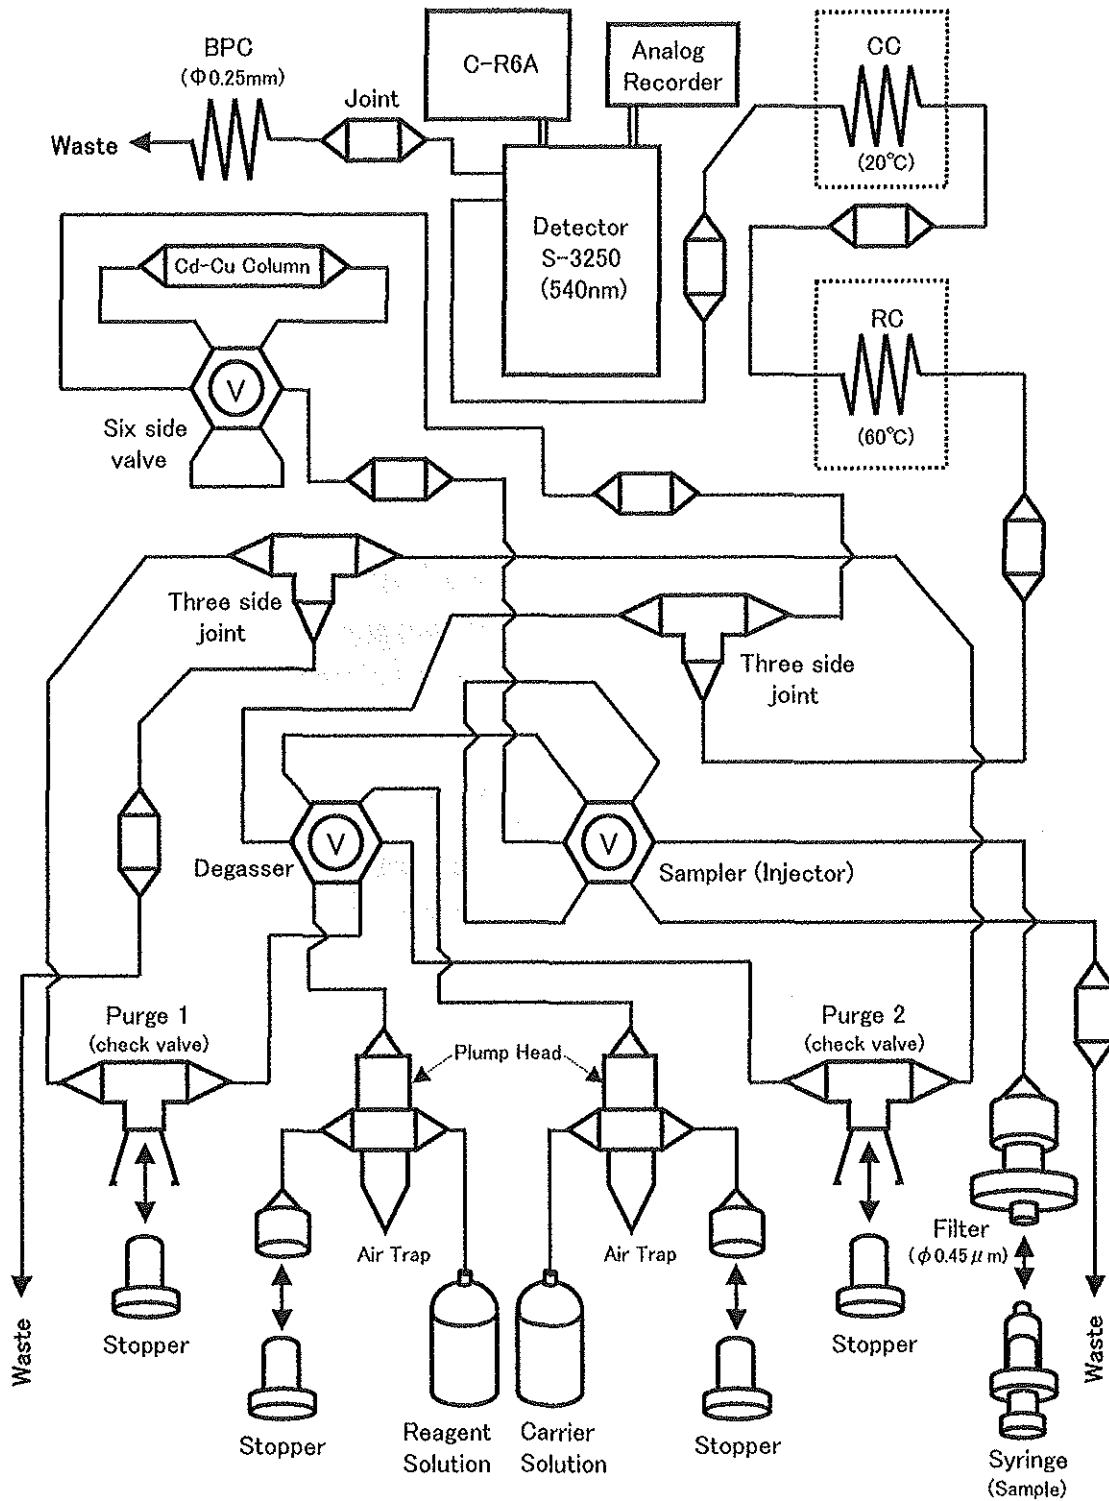 BPC
(Φ0.25mm)
Joint
C-R6A
Analog
Recorder
CC
(20℃)
Waste
Detector
S-3250
(540nm)
Cd-Cu Column
RC
(60℃)
V
Six side
valve
Three side
joint
Three side
joint
V
Degasser
V
Sampler (Injector)
Purge 1
(check valve)
Plump Head
Purge 2
(check valve)
Air Trap
Air Trap
Filter
(φ0.45μm)
Waste
Stopper
Stopper
Waste
Stopper
Reagent
Solution
Carrier
Solution
Stopper
Syringe
(Sample)